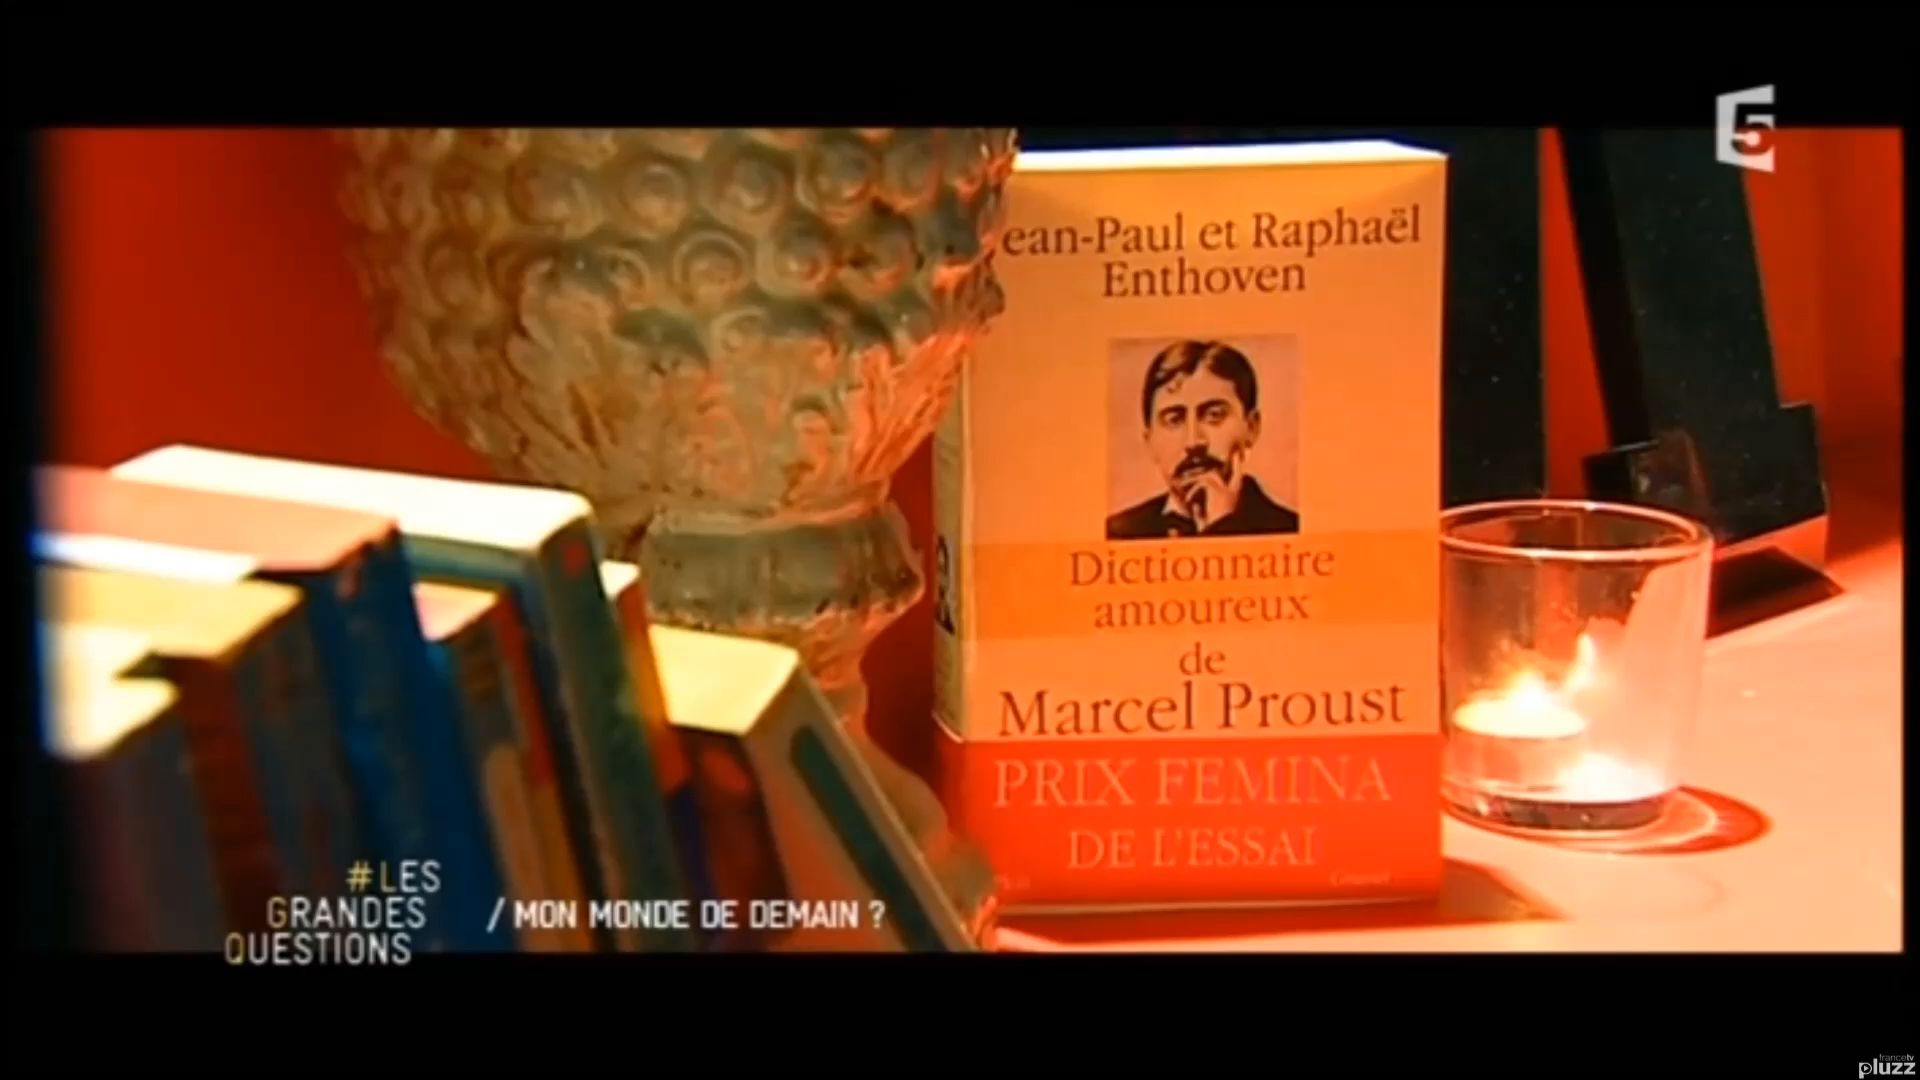 5
ean-Paul et Raphaël
Enthoven
Dictionnaire
amoureux
de
Marcel Proust
PRIX FEMINA
DE L'ESSAI
#LES
GRANDES
QUESTIONS
/ MON MONDE DE DEMAIN ?
francetv
pluzz